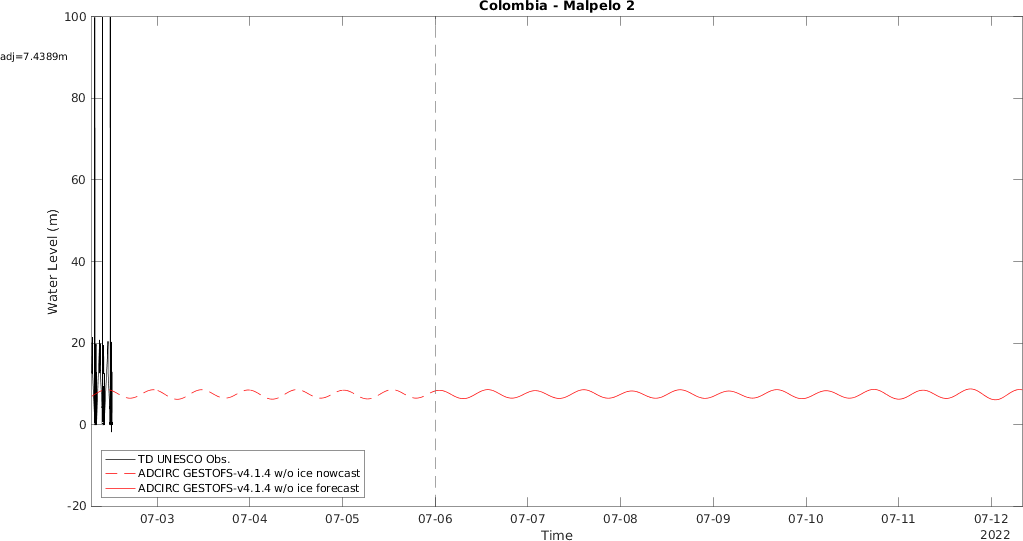 Colombia - Malpelo 2
100
adj=7.4389m
80
60
40
20
0
-20
Water Level (m)
TD UNESCO Obs.
ADCIRC GESTOFS-v4.1.4 w/o ice nowcast
ADCIRC GESTOFS-v4.1.4 w/o ice forecast
07-03 07-04 07-05 07-06 07-07 07-08 07-09 07-10 07-11 07-12
Time
2022